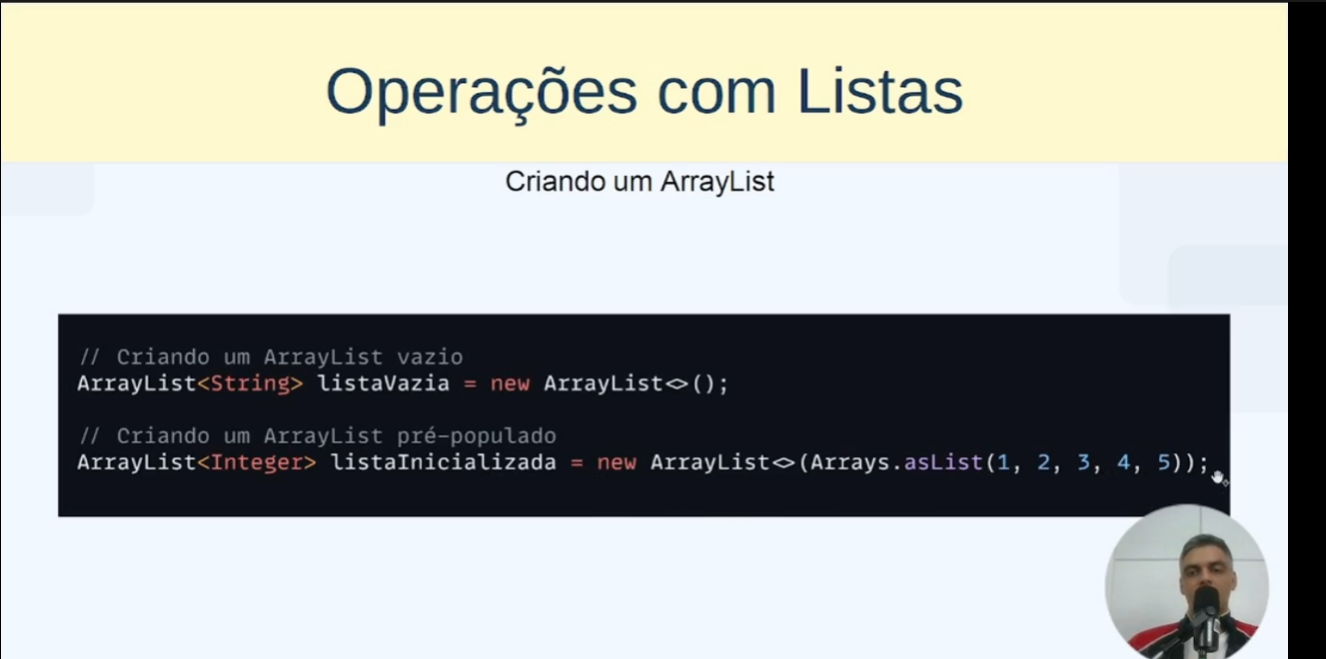 Operações com Listas
Criando um ArrayList
// Criando um ArrayList vazio
ArrayList<String> listaVazia = new ArrayList<>();
// Criando um ArrayList pré-populado
ArrayList<Integer> listaInicializada = new ArrayList<>(Arrays.asList(1, 2, 3, 4, 5));